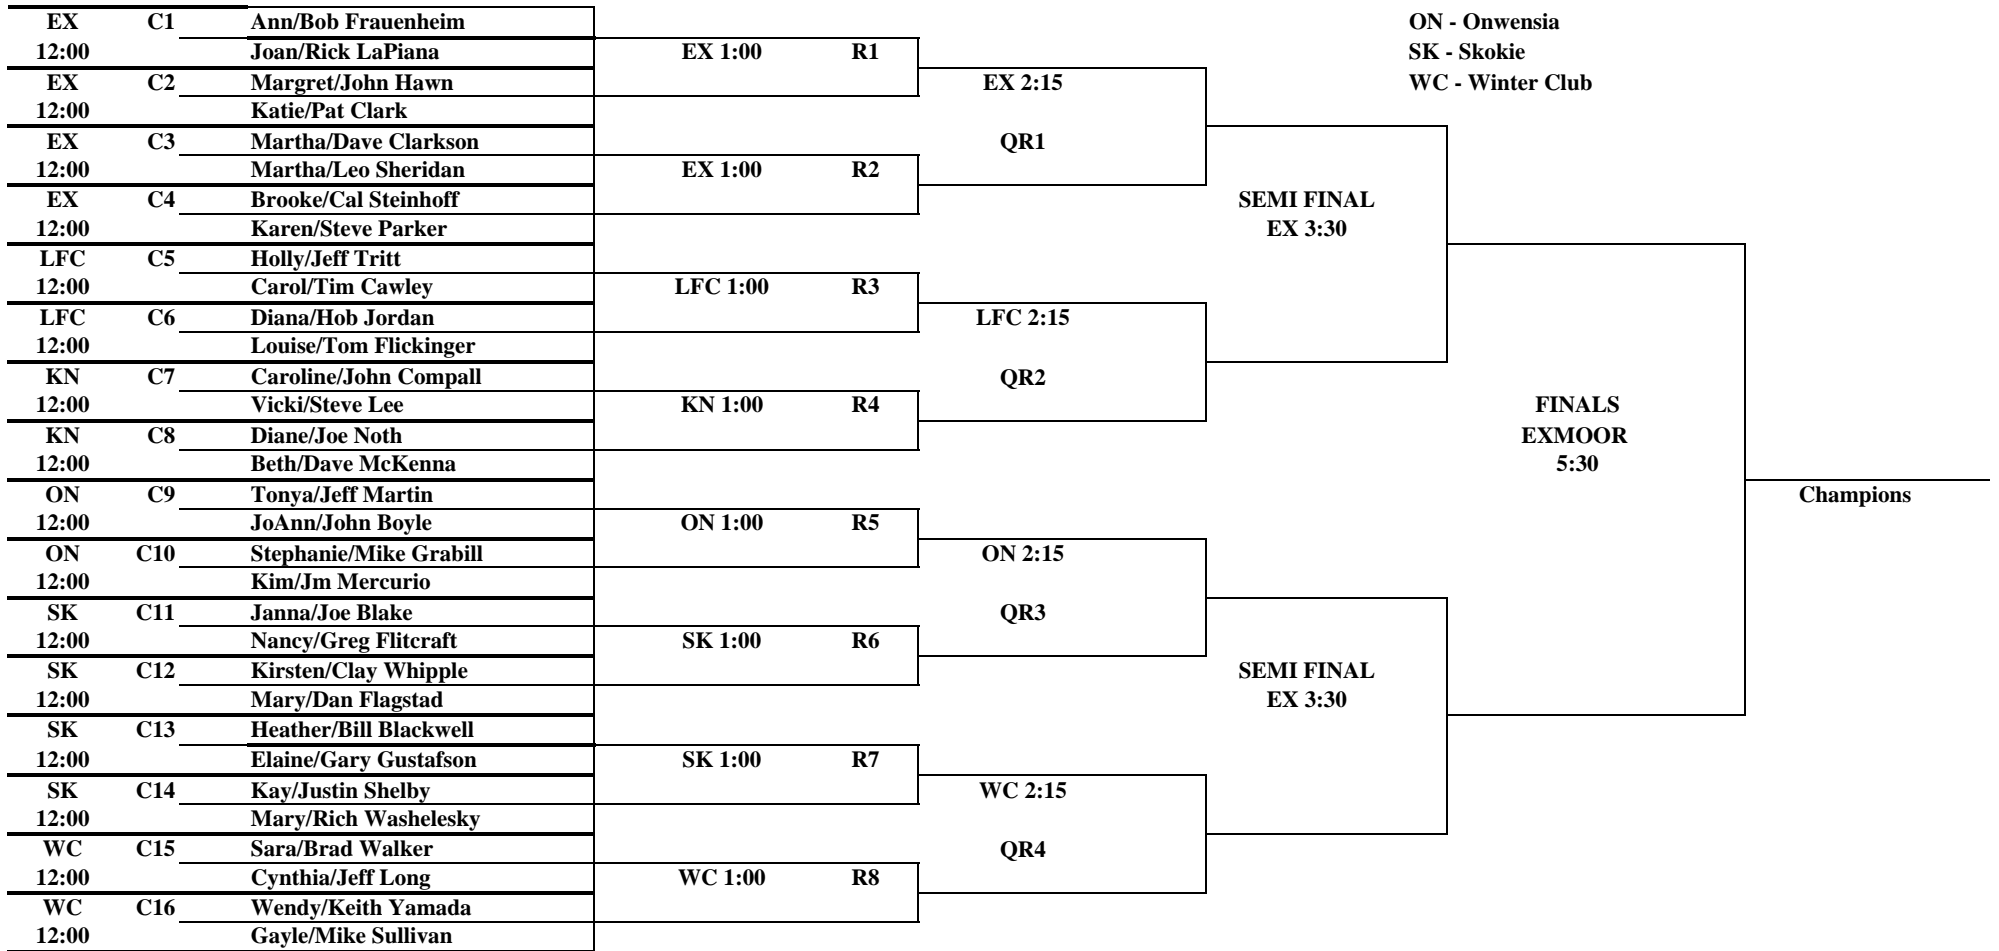 EX C1 Ann/Bob Frauenheim ON - Onwensia
12:00 Joan/Rick LaPiana EX 1:00 R1 SK - Skokie
EX C2 Margret/John Hawn EX 2:15 WC - Winter Club
12:00 Katie/Pat Clark
EX C3 Martha/Dave Clarkson QR1
12:00 Martha/Leo Sheridan EX 1:00 R2
EX C4 Brooke/Cal Steinhoff SEMI FINAL
12:00 Karen/Steve Parker EX 3:30
LFC C5 Holly/Jeff Tritt
12:00 Carol/Tim Cawley LFC 1:00 R3
LFC C6 Diana/Hob Jordan LFC 2:15
12:00 Louise/Tom Flickinger
KN C7 Caroline/John Compall QR2
12:00 Vicki/Steve Lee KN 1:00 R4 FINALS
KN C8 Diane/Joe Noth EXMOOR
12:00 Beth/Dave McKenna 5:30
ON C9 Tonya/Jeff Martin Champions
12:00 JoAnn/John Boyle ON 1:00 R5
ON C10 Stephanie/Mike Grabill ON 2:15
12:00 Kim/Jm Mercurio
SK C11 Janna/Joe Blake QR3
12:00 Nancy/Greg Flitcraft SK 1:00 R6
SK C12 Kirsten/Clay Whipple SEMI FINAL
12:00 Mary/Dan Flagstad EX 3:30
SK C13 Heather/Bill Blackwell
12:00 Elaine/Gary Gustafson SK 1:00 R7
SK C14 Kay/Justin Shelby WC 2:15
12:00 Mary/Rich Washelesky
WC C15 Sara/Brad Walker QR4
12:00 Cynthia/Jeff Long WC 1:00 R8
WC C16 Wendy/Keith Yamada
12:00 Gayle/Mike Sullivan